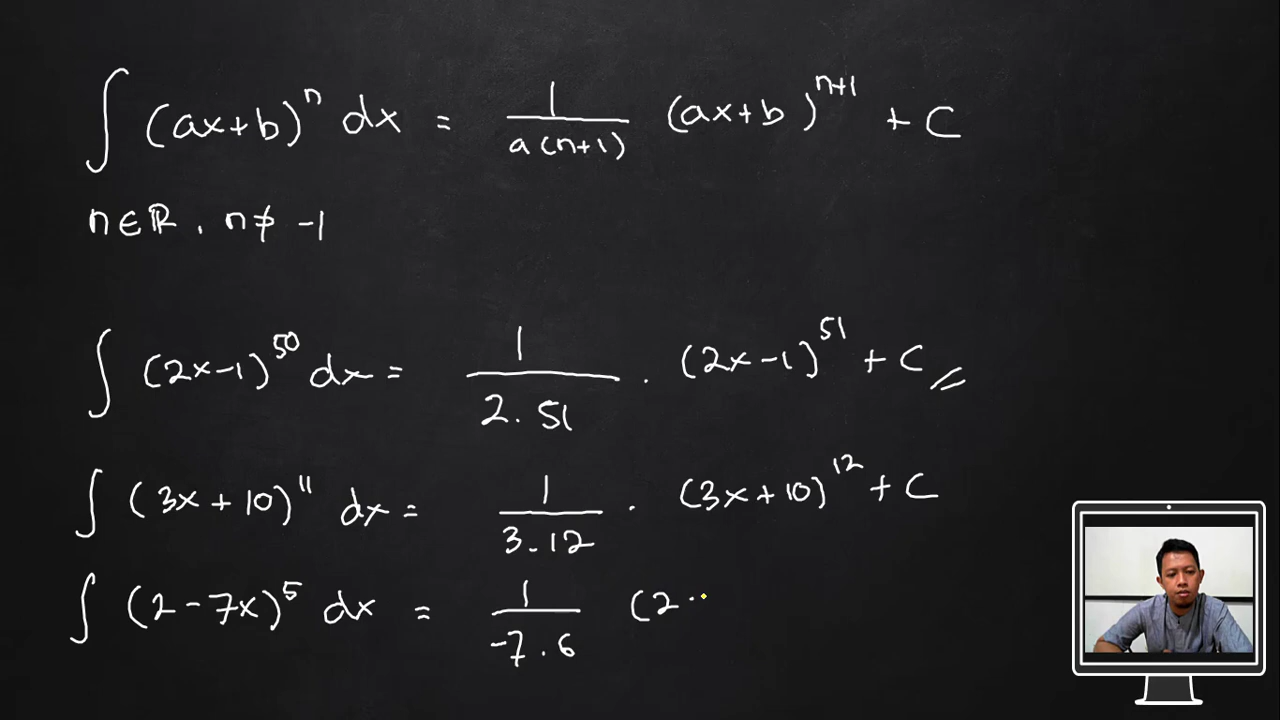 ∫ (ax+b)ⁿ dx = 1/a(n+1) (ax+b)ⁿ⁺¹ + C
n∈ℝ, n≠ -1
∫ (2x-1)⁵⁰ dx = 1/2.51 . (2x-1)⁵¹ + C
∫ (3x+10)¹¹ dx = 1/3.12 . (3x+10)¹² + C
∫ (2-7x)⁵ dx = 1/-7.6 (2-